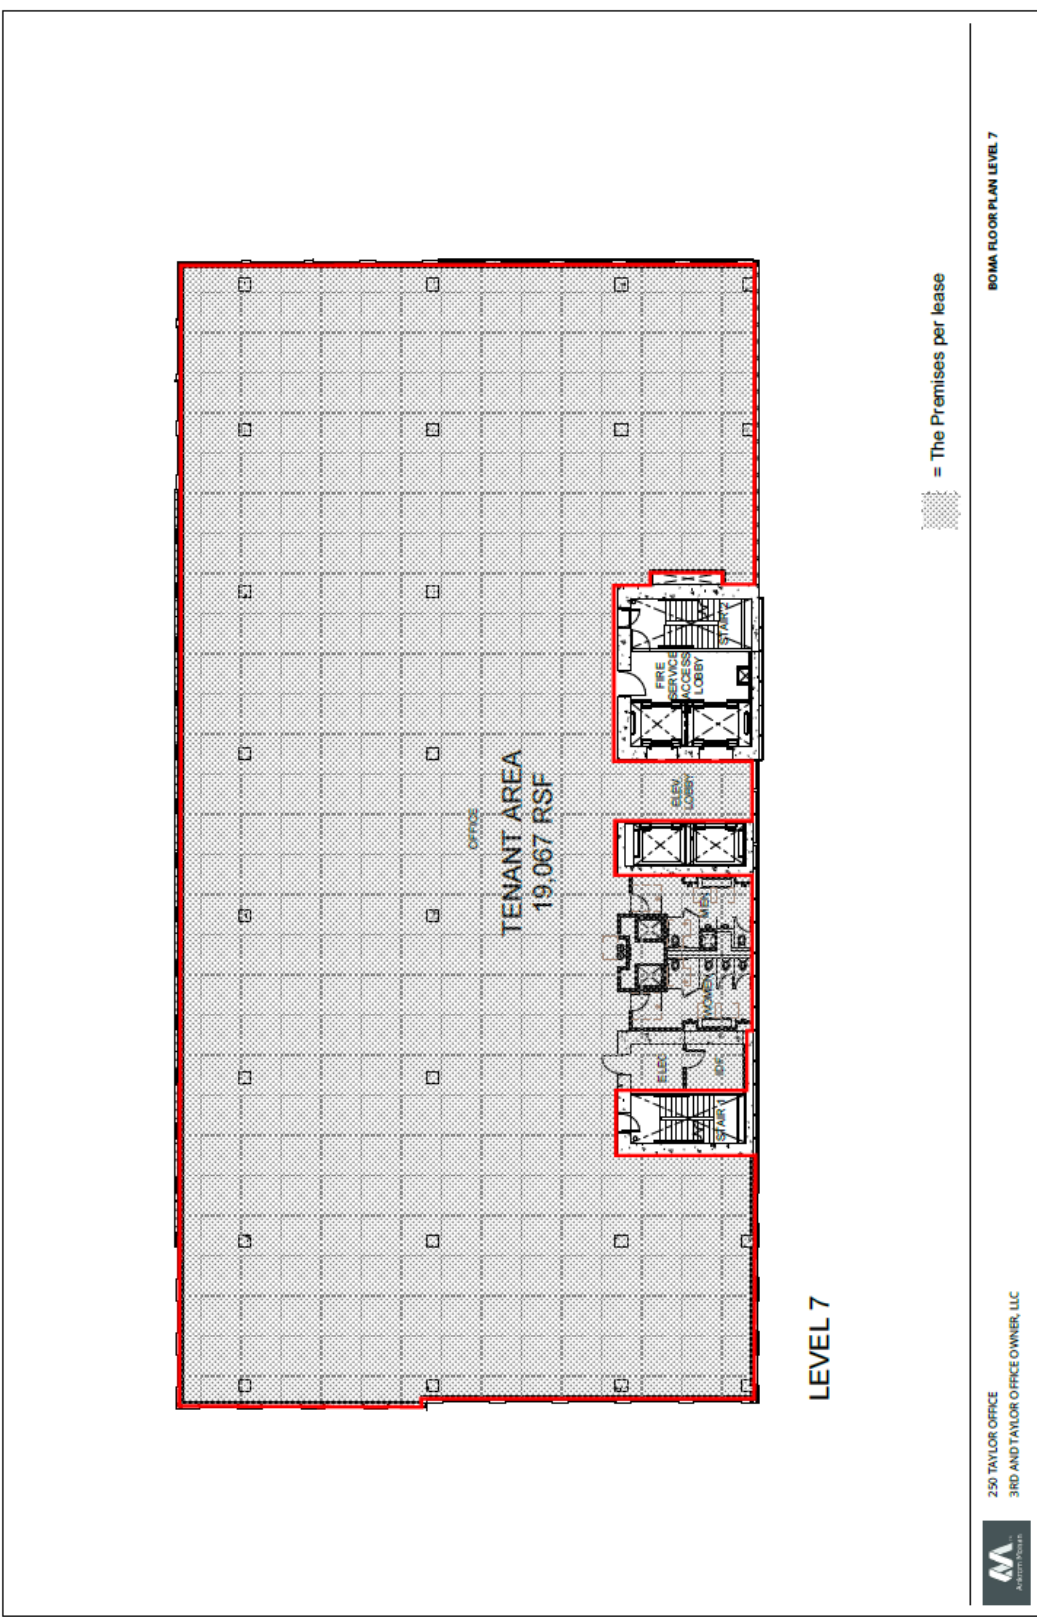 BOMA FLOOR PLAN LEVEL 7
= The Premises per lease
OFFICE
TENANT AREA
19,067 RSF
STAIR 2
FIRE
SERVICE
ACCESS
LOBBY
ELEV.
LOBBY
MEN
WOMEN
ELEC
IDF
STAIR 1
LEVEL 7
250 TAYLOR OFFICE
3RD AND TAYLOR OFFICE OWNER, LLC
Ankrom Moisan